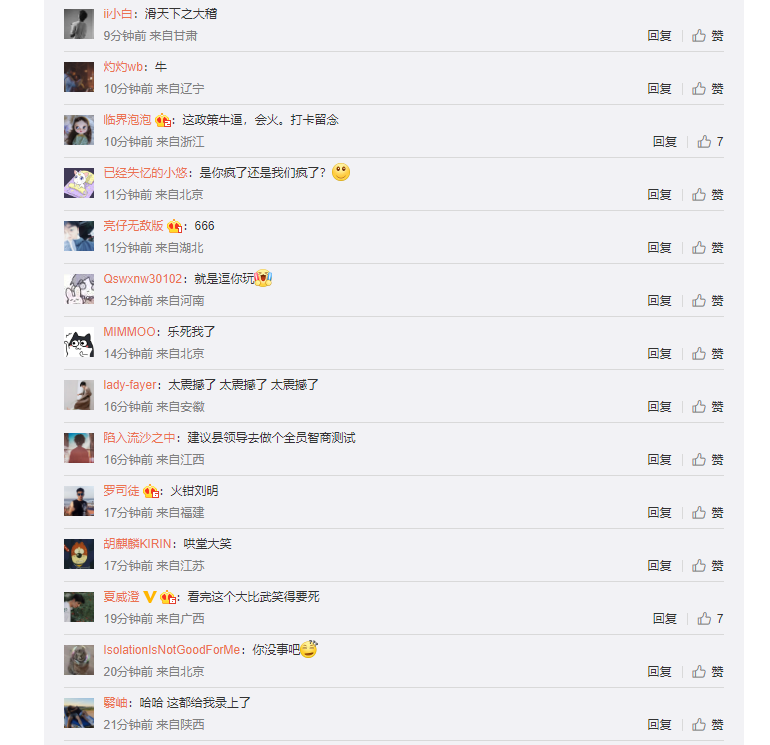 ii小白：滑天下之大稽
9分钟前 来自甘肃 回复 赞
灼灼wb：牛
10分钟前 来自辽宁 回复 赞
临界泡泡：这政策牛逼，会火。打卡留念
10分钟前 来自浙江 回复 7
已经失忆的小悠：是你疯了还是我们疯了？
11分钟前 来自北京 回复 赞
亮仔无敌版：666
11分钟前 来自湖北 回复 赞
Qswxnw30102：就是逗你玩
12分钟前 来自河南 回复 赞
MIMMOO：乐死我了
14分钟前 来自北京 回复 赞
lady-fayer：太震撼了 太震撼了 太震撼了
16分钟前 来自安徽 回复 赞
陷入流沙之中：建议县领导去做个全员智商测试
16分钟前 来自江西 回复 赞
罗司徒：火钳刘明
17分钟前 来自福建 回复 赞
胡麒麟KIRIN：哄堂大笑
17分钟前 来自江苏 回复 赞
夏威澄：看完这个大比武笑得要死
19分钟前 来自广西 回复 7
IsolationIsNotGoodForMe：你没事吧
20分钟前 来自北京 回复 赞
岫：哈哈 这都给我录上了
21分钟前 来自陕西 回复 赞